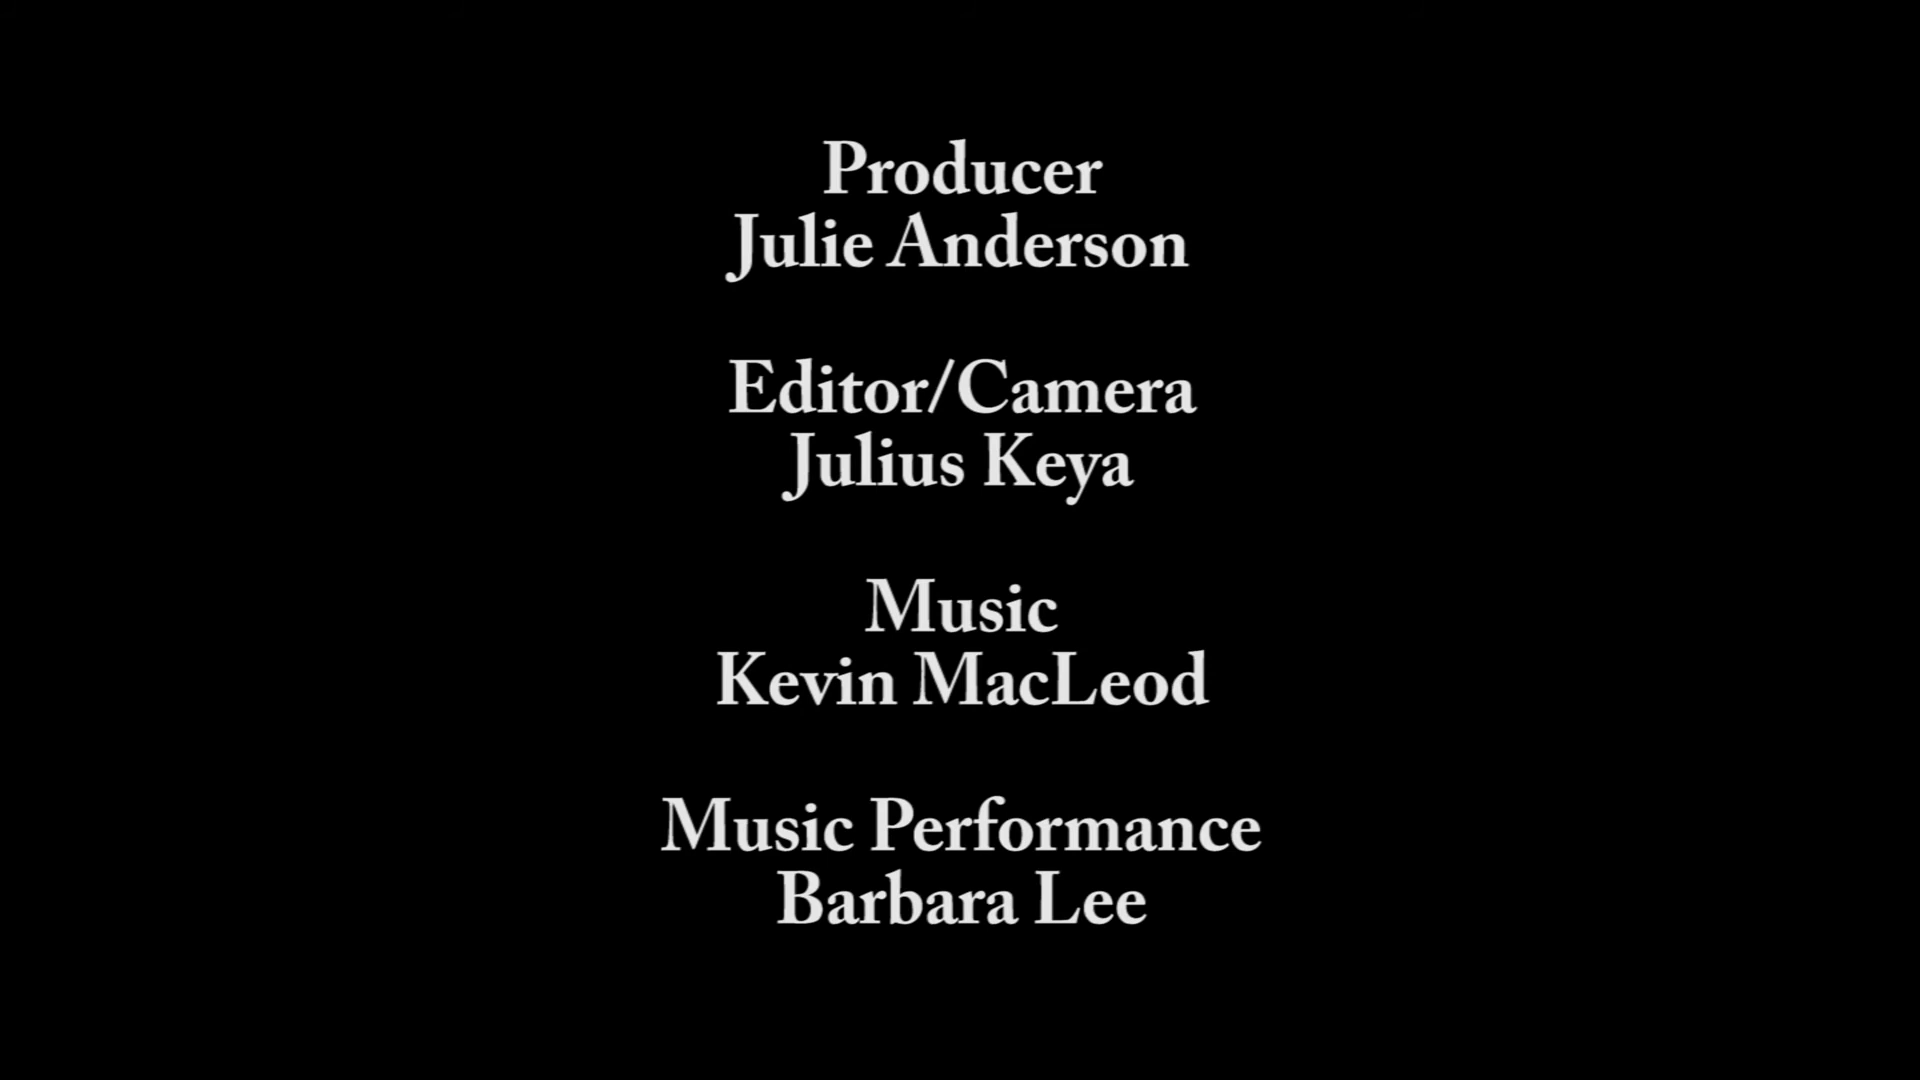 Producer
Julie Anderson
Editor/Camera
Julius Keya
Music
Kevin MacLeod
Music Performance
Barbara Lee